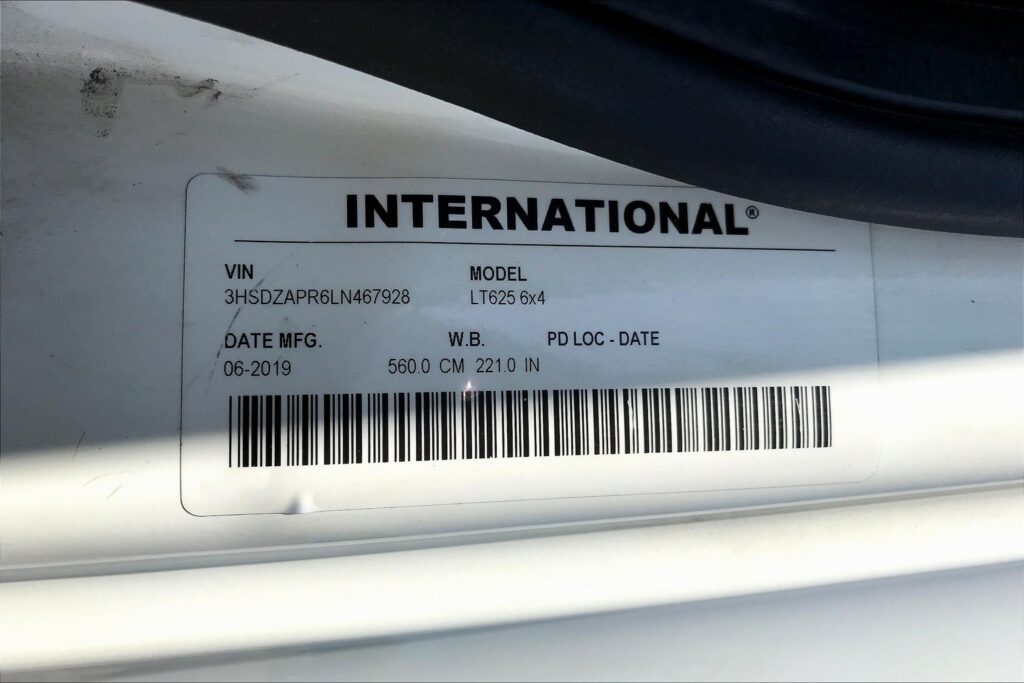 INTERNATIONAL®
VIN MODEL
3HSDZAPR6LN467928 LT625 6x4
DATE MFG. W.B. PD LOC - DATE
06-2019 560.0 CM 221.0 IN